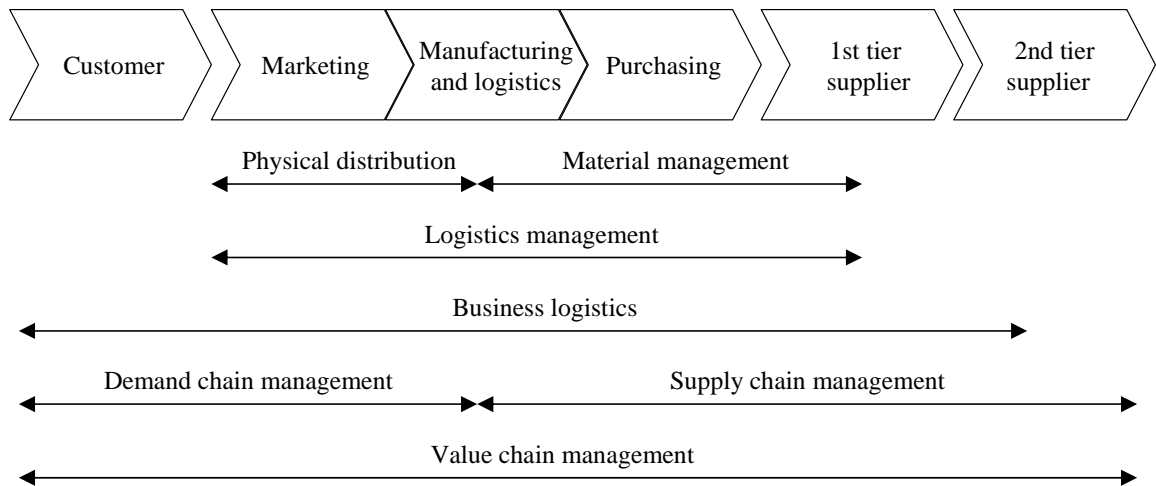 Customer
Marketing
Manufacturing
and logistics
Purchasing
1st tier
supplier
2nd tier
supplier
Physical distribution
Material management
Logistics management
Business logistics
Demand chain management
Supply chain management
Value chain management